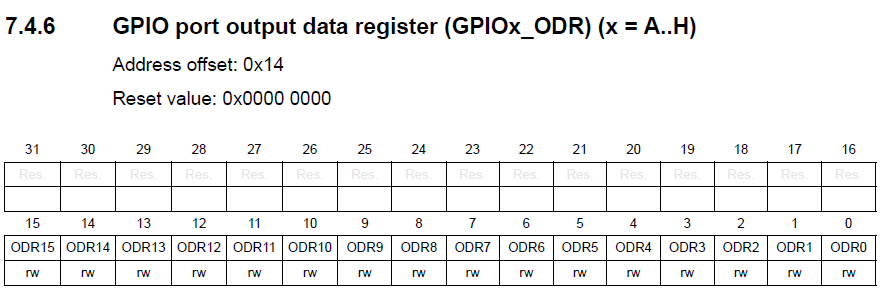 7.4.6 GPIO port output data register (GPIOx_ODR) (x = A..H)
Address offset: 0x14
Reset value: 0x0000 0000
31 30 29 28 27 26 25 24 23 22 21 20 19 18 17 16
Res. Res. Res. Res. Res. Res. Res. Res. Res. Res. Res. Res. Res. Res. Res. Res.
15 14 13 12 11 10 9 8 7 6 5 4 3 2 1 0
ODR15 ODR14 ODR13 ODR12 ODR11 ODR10 ODR9 ODR8 ODR7 ODR6 ODR5 ODR4 ODR3 ODR2 ODR1 ODR0
rw rw rw rw rw rw rw rw rw rw rw rw rw rw rw rw